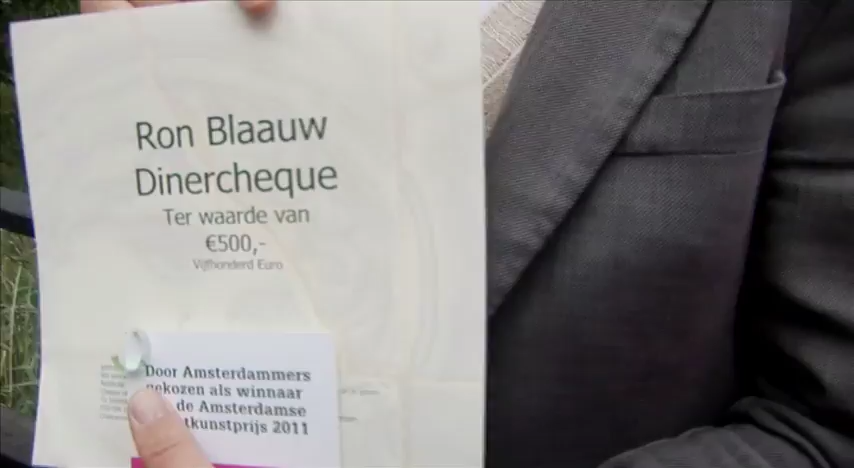 Ron Blaauw
Dinercheque
Ter waarde van
€500,-
Vijfhonderd Euro
Door Amsterdammers
gekozen als winnaar
de Amsterdamse
tkunstprijs 2011